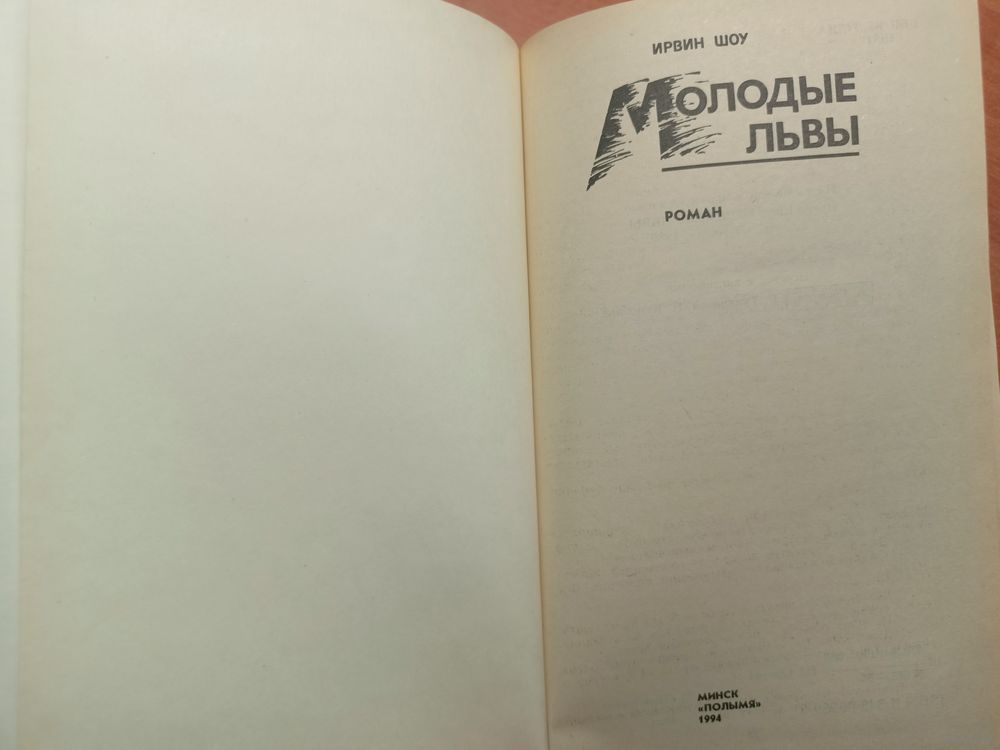 ИРВИН ШОУ
МОЛОДЫЕ
ЛЬВЫ
РОМАН
МИНСК
«ПОЛЫМЯ»
1994